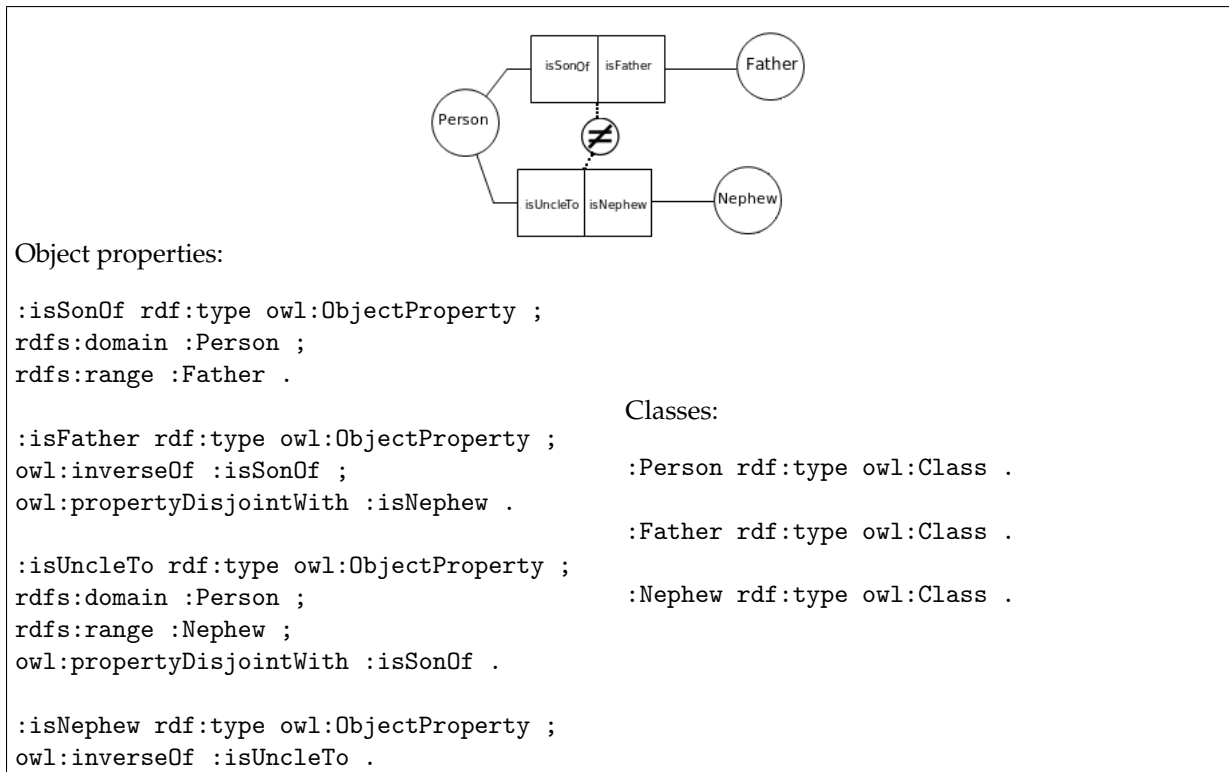 isSonOf isFather
Father
Person
≠
isUncleTo isNephew
Nephew
Object properties:
:isSonOf rdf:type owl:ObjectProperty ;
rdfs:domain :Person ;
rdfs:range :Father .
:isFather rdf:type owl:ObjectProperty ;
owl:inverseOf :isSonOf ;
owl:propertyDisjointWith :isNephew .
:isUncleTo rdf:type owl:ObjectProperty ;
rdfs:domain :Person ;
rdfs:range :Nephew ;
owl:propertyDisjointWith :isSonOf .
:isNephew rdf:type owl:ObjectProperty ;
owl:inverseOf :isUncleTo .
Classes:
:Person rdf:type owl:Class .
:Father rdf:type owl:Class .
:Nephew rdf:type owl:Class .